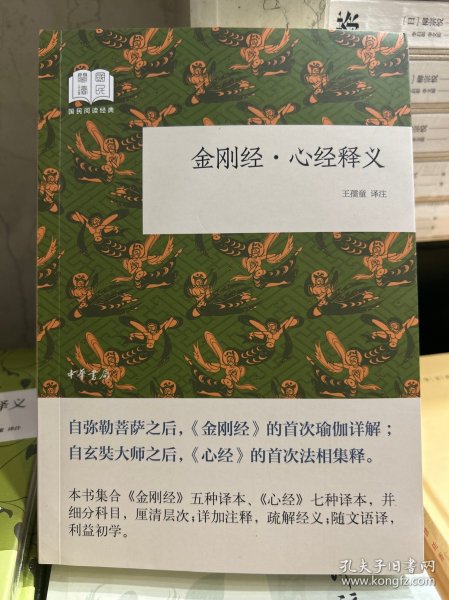 国民阅读经典
金刚经·心经释义
王孺童 译注
中华书局
自弥勒菩萨之后，《金刚经》的首次瑜伽详解；
自玄奘大师之后，《心经》的首次法相集释。
本书集合《金刚经》五种译本、《心经》七种译本，并
细分科目，厘清层次；详加注释，疏解经义；随文语译，
利益初学。
释义
译注
孔夫子旧书网
www.kongfz.com